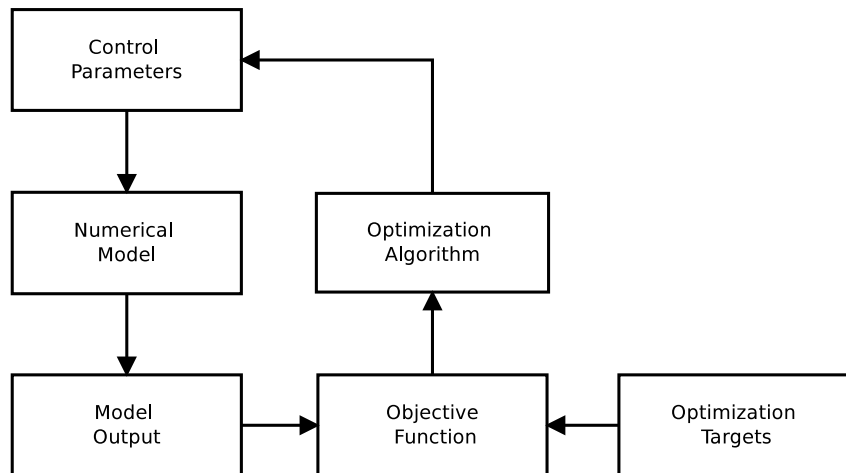 Control
Parameters
Numerical
Model
Optimization
Algorithm
Model
Output
Objective
Function
Optimization
Targets